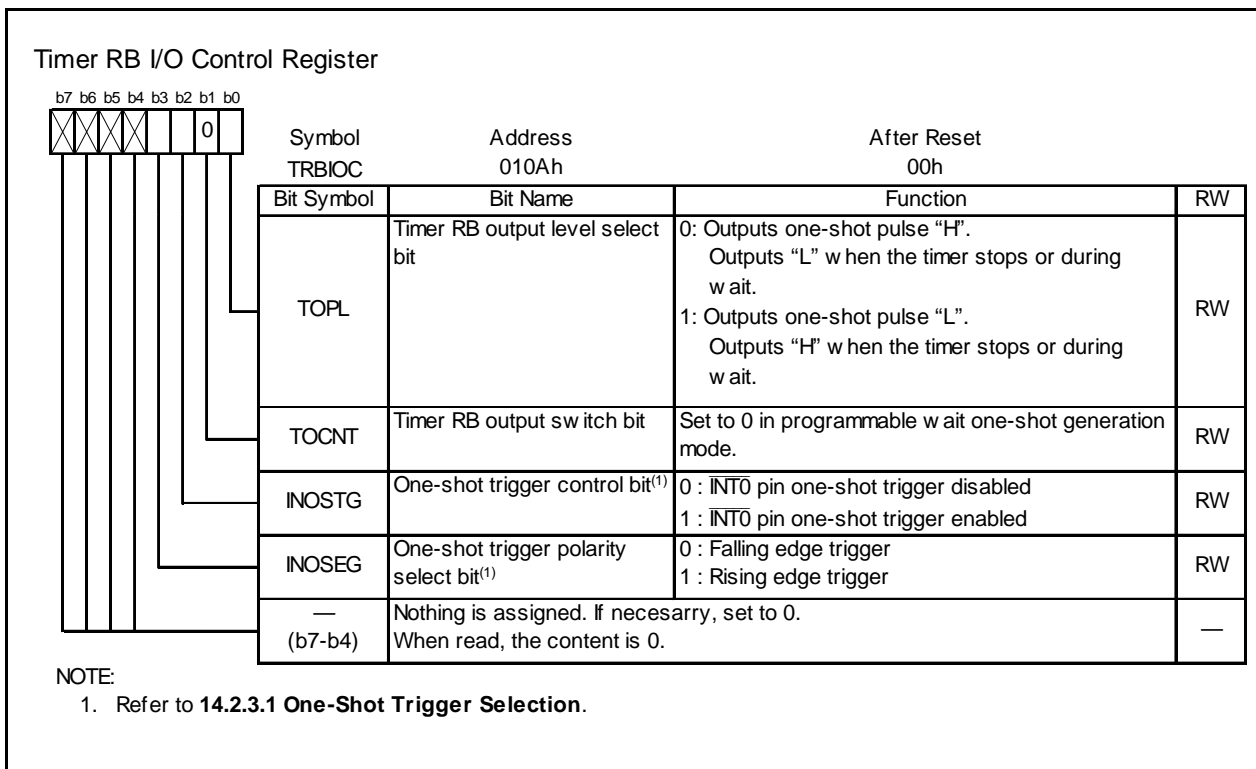 Timer RB I/O Control Register
b7 b6 b5 b4 b3 b2 b1 b0
0
Symbol Address After Reset
TRBIOC 010Ah 00h
Bit Symbol Bit Name Function RW
TOPL
Timer RB output level select
bit
0: Outputs one-shot pulse “H”.
Outputs “L” when the timer stops or during
wait.
1: Outputs one-shot pulse “L”.
Outputs “H” when the timer stops or during
wait.
RW
TOCNT
Timer RB output switch bit
Set to 0 in programmable wait one-shot generation
mode.
RW
INOSTG
One-shot trigger control bit(1)
0 : INT0 pin one-shot trigger disabled
1 : INT0 pin one-shot trigger enabled
RW
INOSEG
One-shot trigger polarity
select bit(1)
0 : Falling edge trigger
1 : Rising edge trigger
RW
—
(b7-b4)
Nothing is assigned. If necesarry, set to 0.
When read, the content is 0.
—
NOTE:
1. Refer to 14.2.3.1 One-Shot Trigger Selection.